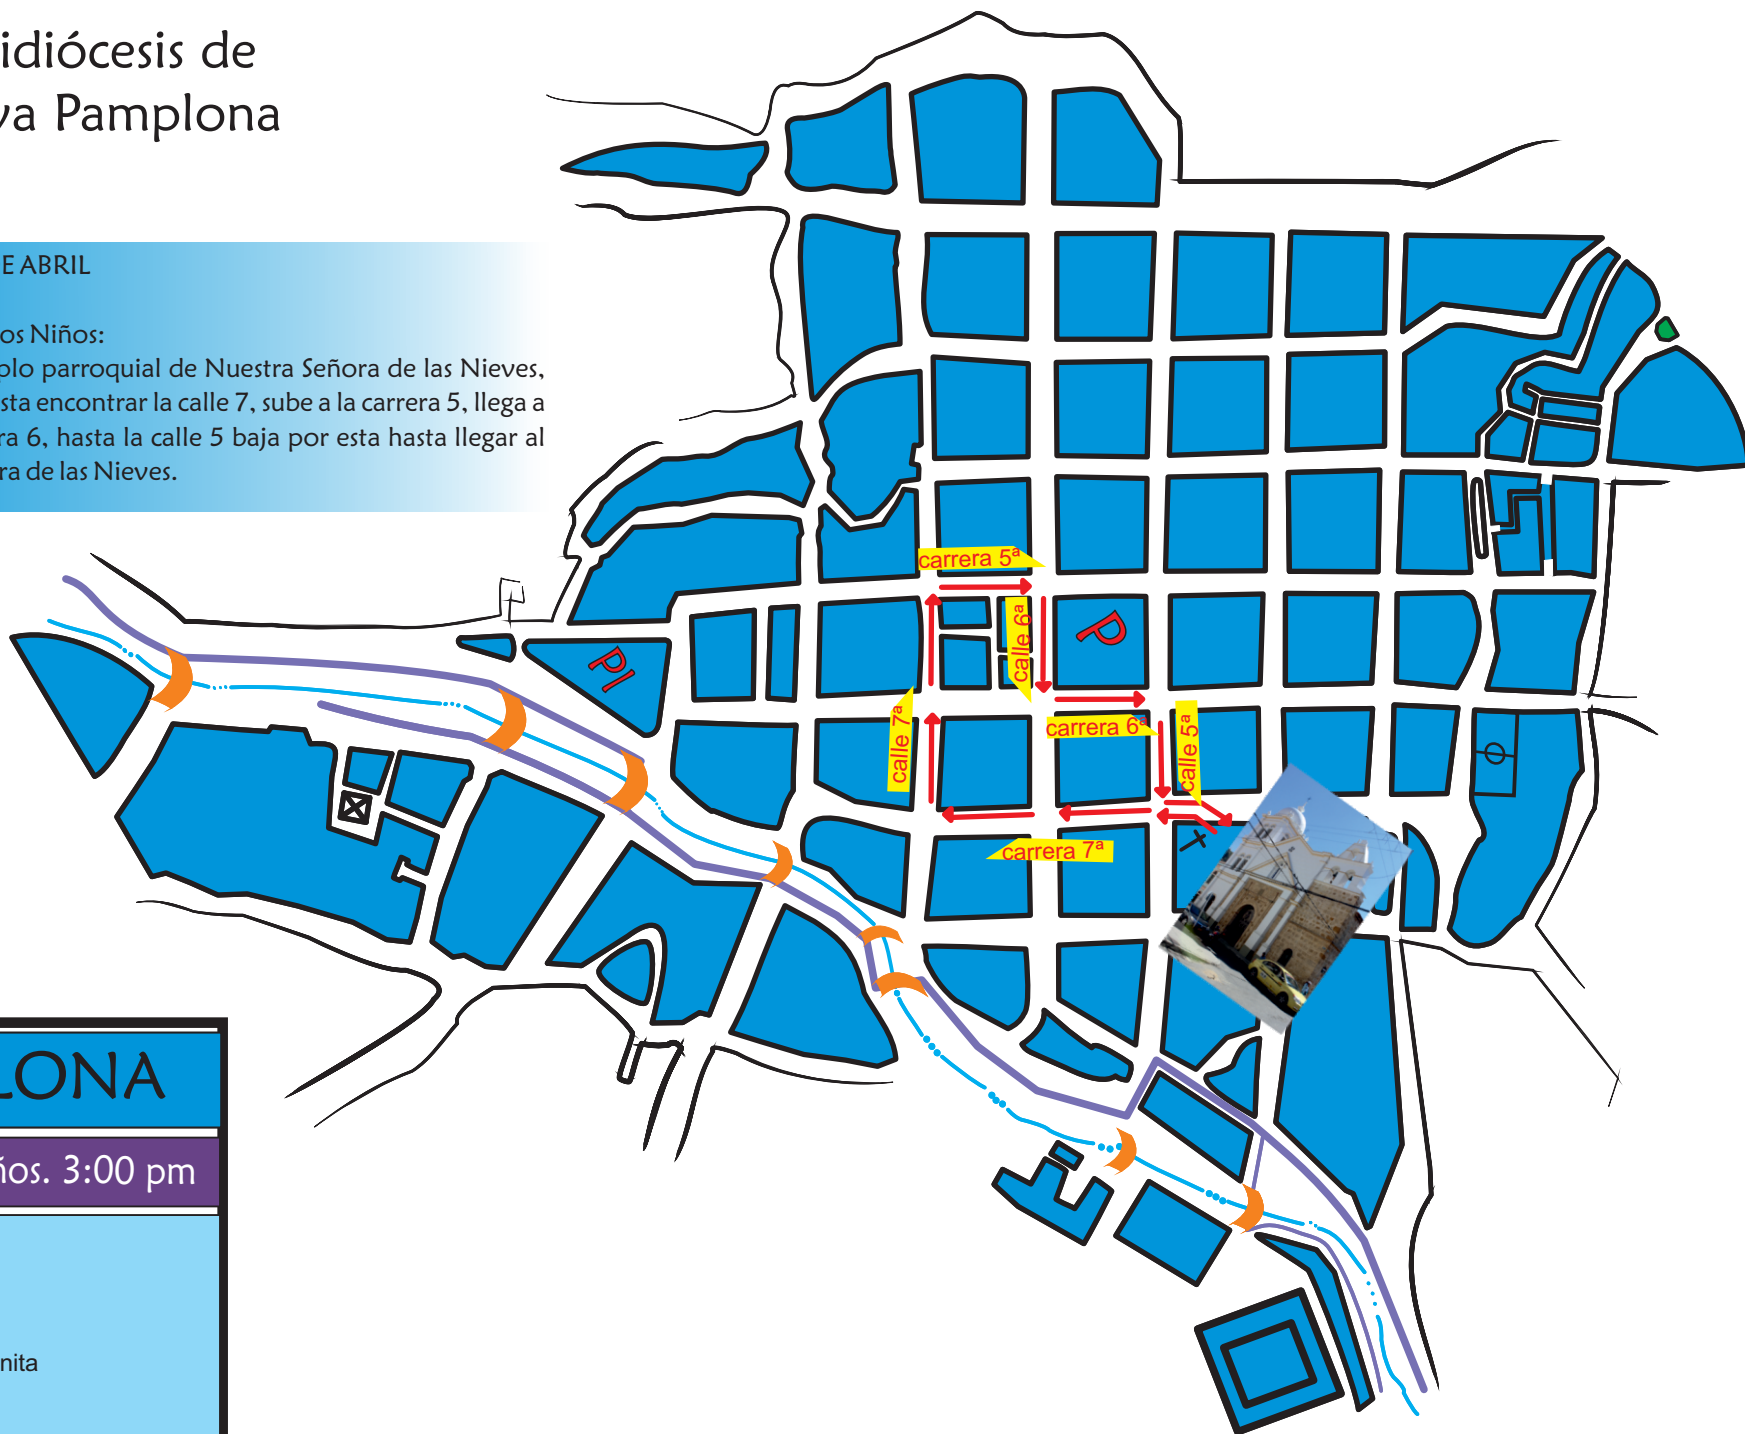 idiócesis de
va Pamplona
E ABRIL
os Niños:
plo parroquial de Nuestra Señora de las Nieves,
sta encontrar la calle 7, sube a la carrera 5, llega a
ra 6, hasta la calle 5 baja por esta hasta llegar al
ra de las Nieves.
carrera 5ª
calle 6ª
P
Pl
calle 7ª
carrera 6ª
calle 5ª
carrera 7ª
LONA
ños. 3:00 pm
nita